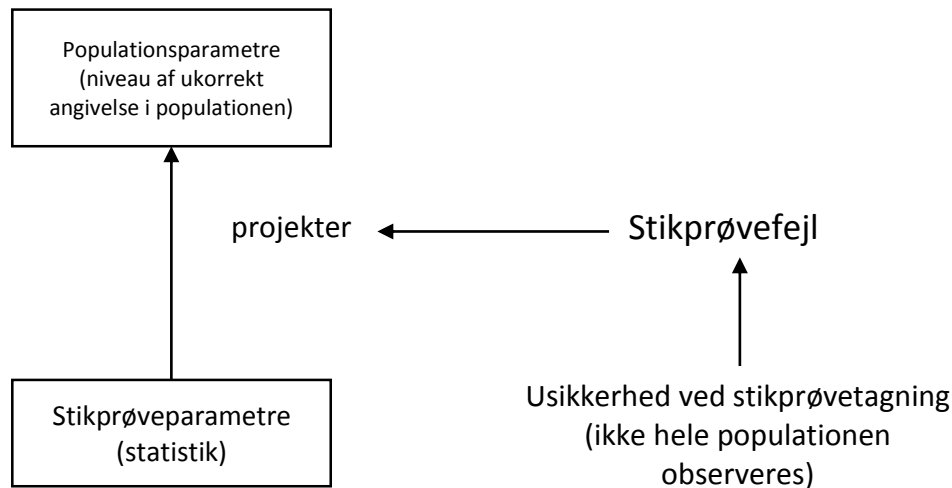 Populationsparametre
(niveau af ukorrekt
angivelse i populationen)
projekter
Stikprøvefejl
Stikprøveparametre
(statistik)
Usikkerhed ved stikprøvetagning
(ikke hele populationen
observeres)